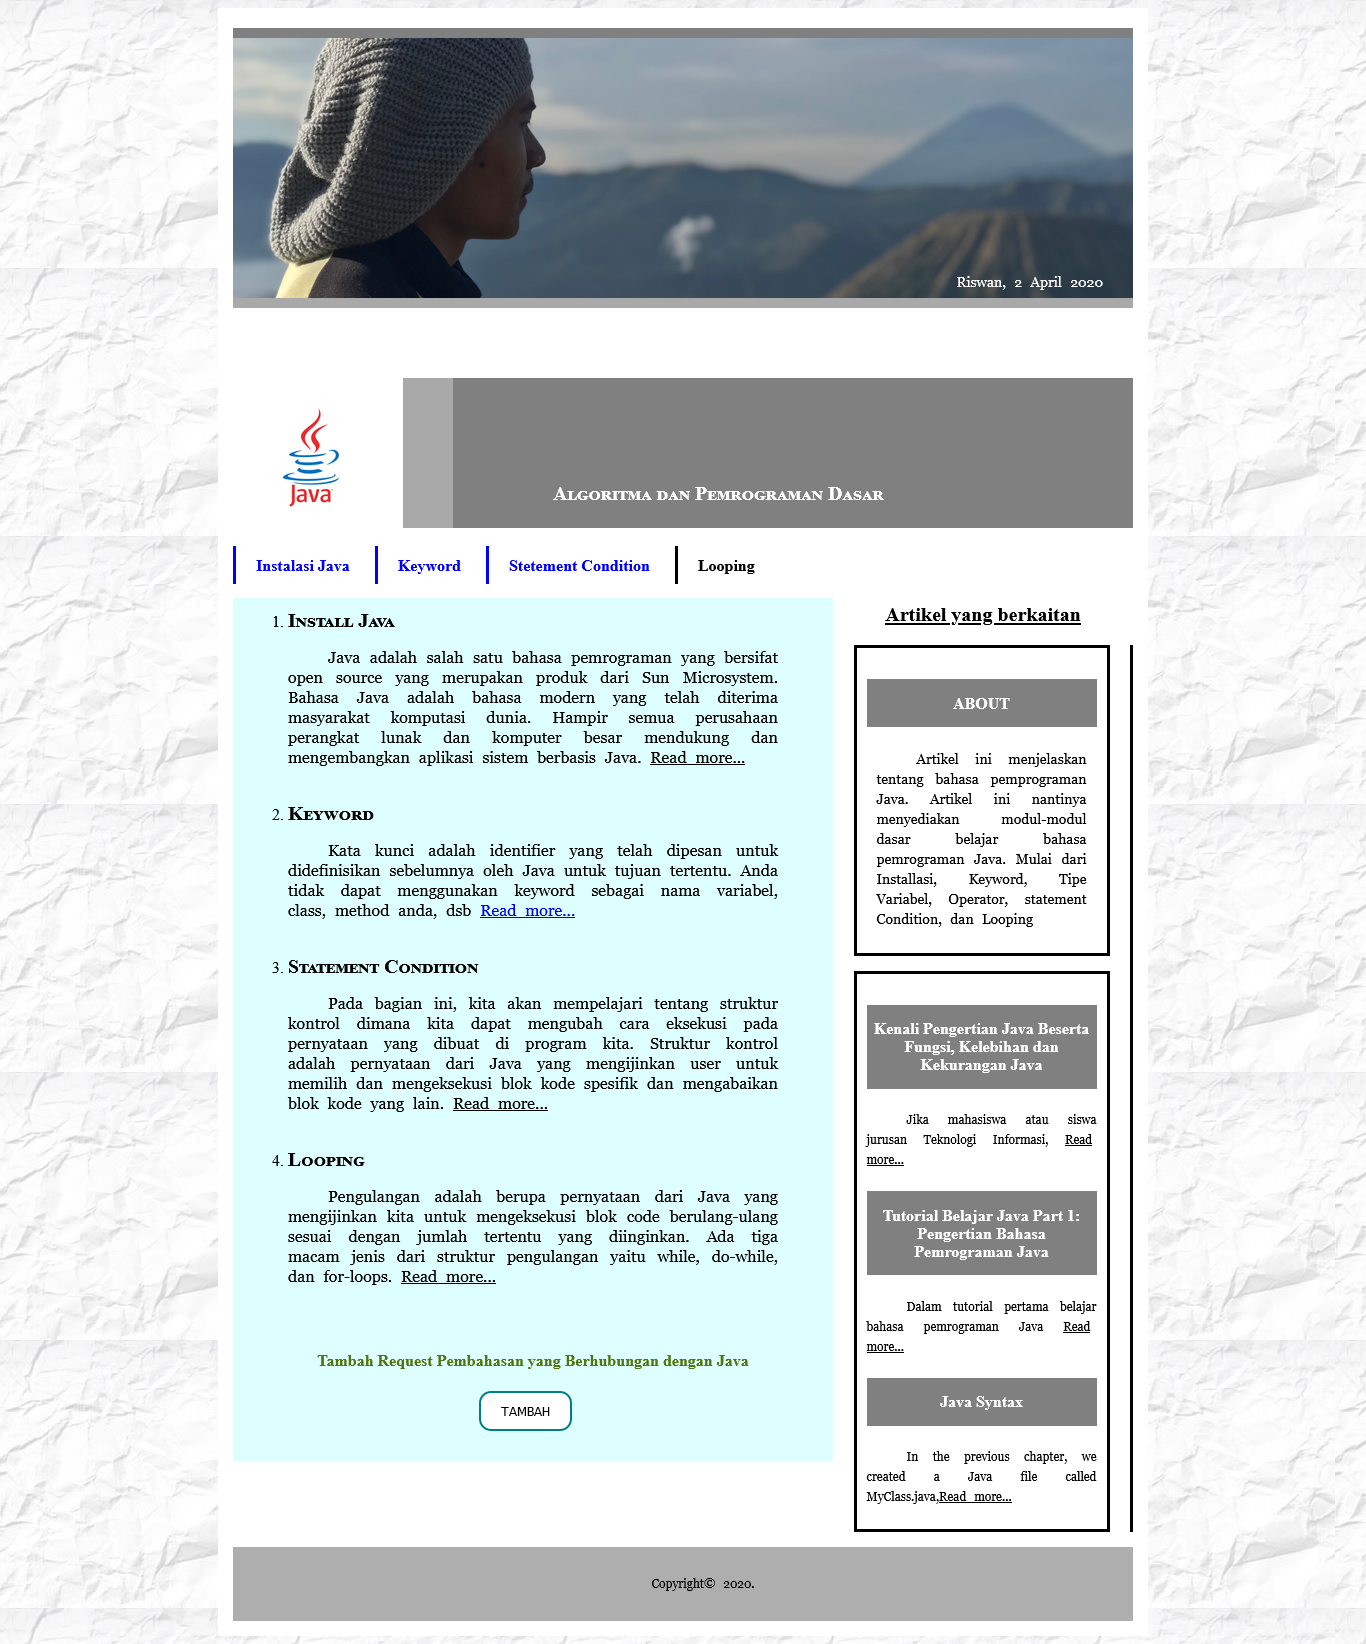 Riswan, 2 April 2020
Java
Algoritma dan Pemrograman Dasar
Instalasi Java
Keyword
Stetement Condition
Looping
1. Install Java
Java adalah salah satu bahasa pemrograman yang bersifat
open source yang merupakan produk dari Sun Microsystem.
Bahasa Java adalah bahasa modern yang telah diterima
masyarakat komputasi dunia. Hampir semua perusahaan
perangkat lunak dan komputer besar mendukung dan
mengembangkan aplikasi sistem berbasis Java. Read more...
2. Keyword
Kata kunci adalah identifier yang telah dipesan untuk
didefinisikan sebelumnya oleh Java untuk tujuan tertentu. Anda
tidak dapat menggunakan keyword sebagai nama variabel,
class, method anda, dsb Read more...
3. Statement Condition
Pada bagian ini, kita akan mempelajari tentang struktur
kontrol dimana kita dapat mengubah cara eksekusi pada
pernyataan yang dibuat di program kita. Struktur kontrol
adalah pernyataan dari Java yang mengijinkan user untuk
memilih dan mengeksekusi blok kode spesifik dan mengabaikan
blok kode yang lain. Read more...
4. Looping
Pengulangan adalah berupa pernyataan dari Java yang
mengijinkan kita untuk mengeksekusi blok code berulang-ulang
sesuai dengan jumlah tertentu yang diinginkan. Ada tiga
macam jenis dari struktur pengulangan yaitu while, do-while,
dan for-loops. Read more...
Tambah Request Pembahasan yang Berhubungan dengan Java
TAMBAH
Artikel yang berkaitan
ABOUT
Artikel ini menjelaskan
tentang bahasa pemprograman
Java. Artikel ini nantinya
menyediakan modul-modul
dasar belajar bahasa
pemrograman Java. Mulai dari
Installasi, Keyword, Tipe
Variabel, Operator, statement
Condition, dan Looping
Kenali Pengertian Java Beserta
Fungsi, Kelebihan dan
Kekurangan Java
Jika mahasiswa atau siswa
jurusan Teknologi Informasi, Read
more...
Tutorial Belajar Java Part 1:
Pengertian Bahasa
Pemrograman Java
Dalam tutorial pertama belajar
bahasa pemrograman Java Read
more...
Java Syntax
In the previous chapter, we
created a Java file called
MyClass.java,Read more...
Copyright© 2020.